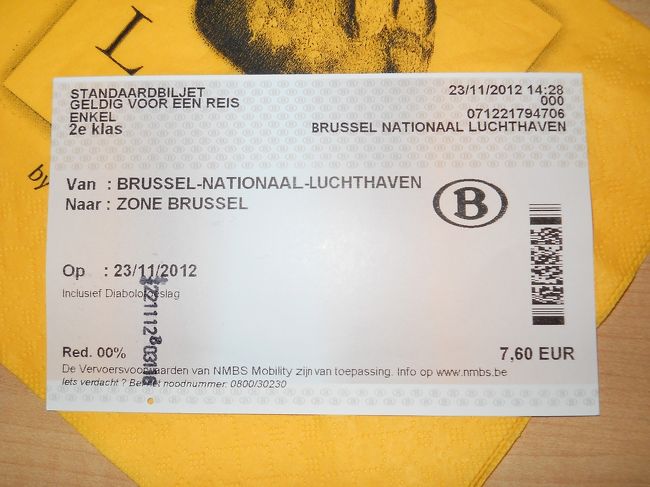 L
by
STANDAARDBILJET
GELDIG VOOR EEN REIS
ENKEL
2e klas
23/11/2012 14:28
000
071221794706
BRUSSEL NATIONAAL LUCHTHAVEN
Van : BRUSSEL-NATIONAAL-LUCHTHAVEN
Naar : ZONE BRUSSEL
B
Op : 23/11/2012
Inclusief Diabolotoeslag
Red. 00%
7,60 EUR
De Vervoersvoorwaarden van NMBS Mobility zijn van toepassing. Info op www.nmbs.be
Iets verdacht ? Bel het noodnummer: 0800/30230